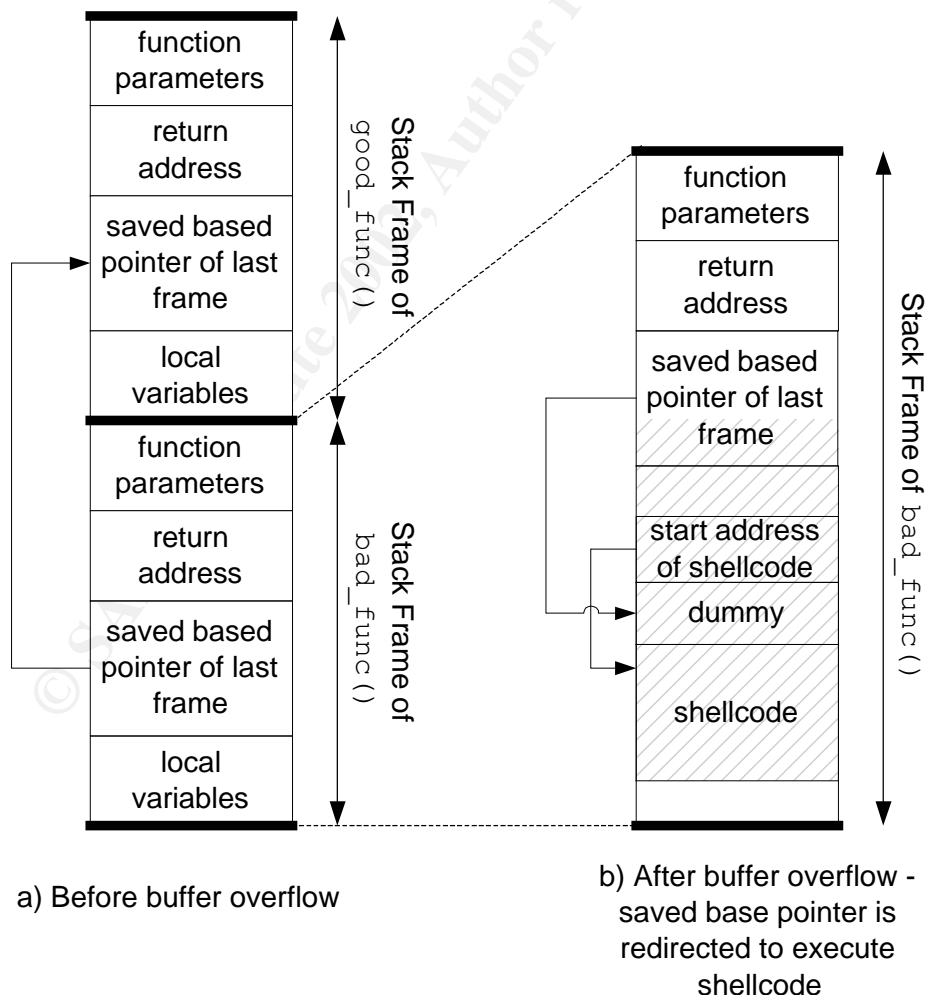 function
parameters
return
address
saved based
pointer of last
frame
local
variables
Stack Frame of
good_func()
function
parameters
return
address
saved based
pointer of last
frame
local
variables
Stack Frame of
bad_func()
function
parameters
return
address
saved based
pointer of last
frame
start address
of shellcode
dummy
shellcode
Stack Frame of bad_func()
a) Before buffer overflow
b) After buffer overflow -
saved base pointer is
redirected to execute
shellcode
© SA
2002, Author